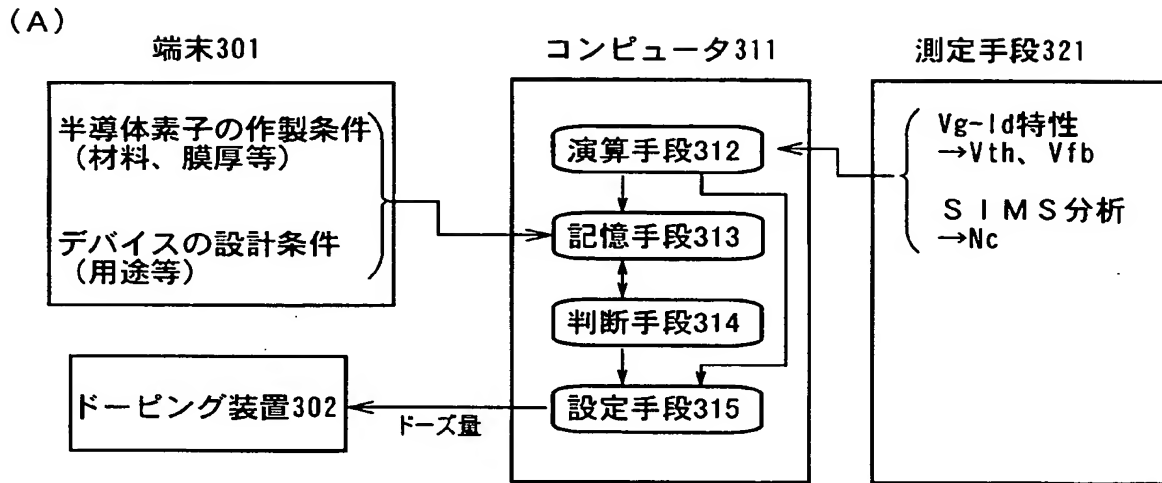 (A)
端末301
半導体素子の作製条件
(材料、膜厚等)
デバイスの設計条件
(用途等)
ドーピング装置302
ドーズ量
コンピュータ311
演算手段312
記憶手段313
判断手段314
設定手段315
測定手段321
Vg-Id特性
→Vth、Vfb
SIMS分析
→Nc